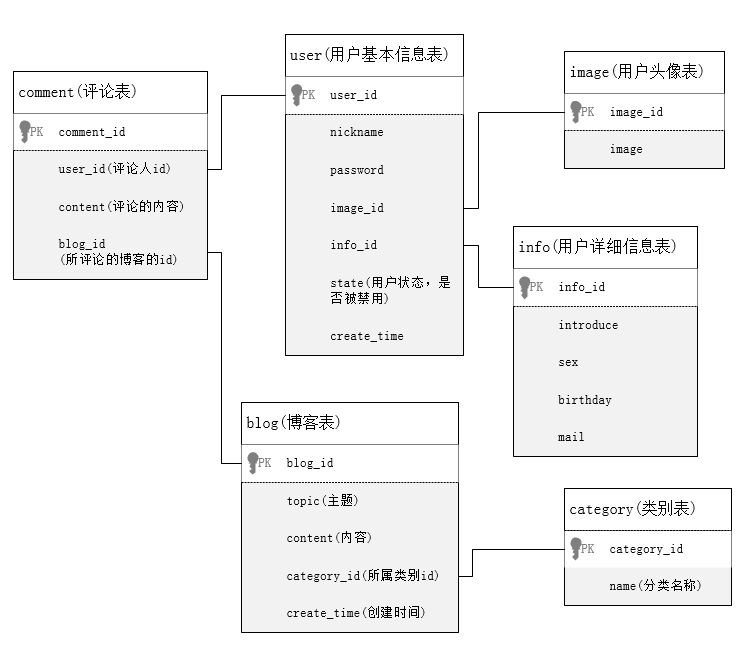 comment(评论表)
PK comment_id
user_id(评论人id)
content(评论的内容)
blog_id
(所评论的博客的id)
user(用户基本信息表)
PK user_id
nickname
password
image_id
info_id
state(用户状态，是
否被禁用)
create_time
image(用户头像表)
PK image_id
image
info(用户详细信息表)
PK info_id
introduce
sex
birthday
mail
blog(博客表)
PK blog_id
topic(主题)
content(内容)
category_id(所属类别id)
create_time(创建时间)
category(类别表)
PK category_id
name(分类名称)